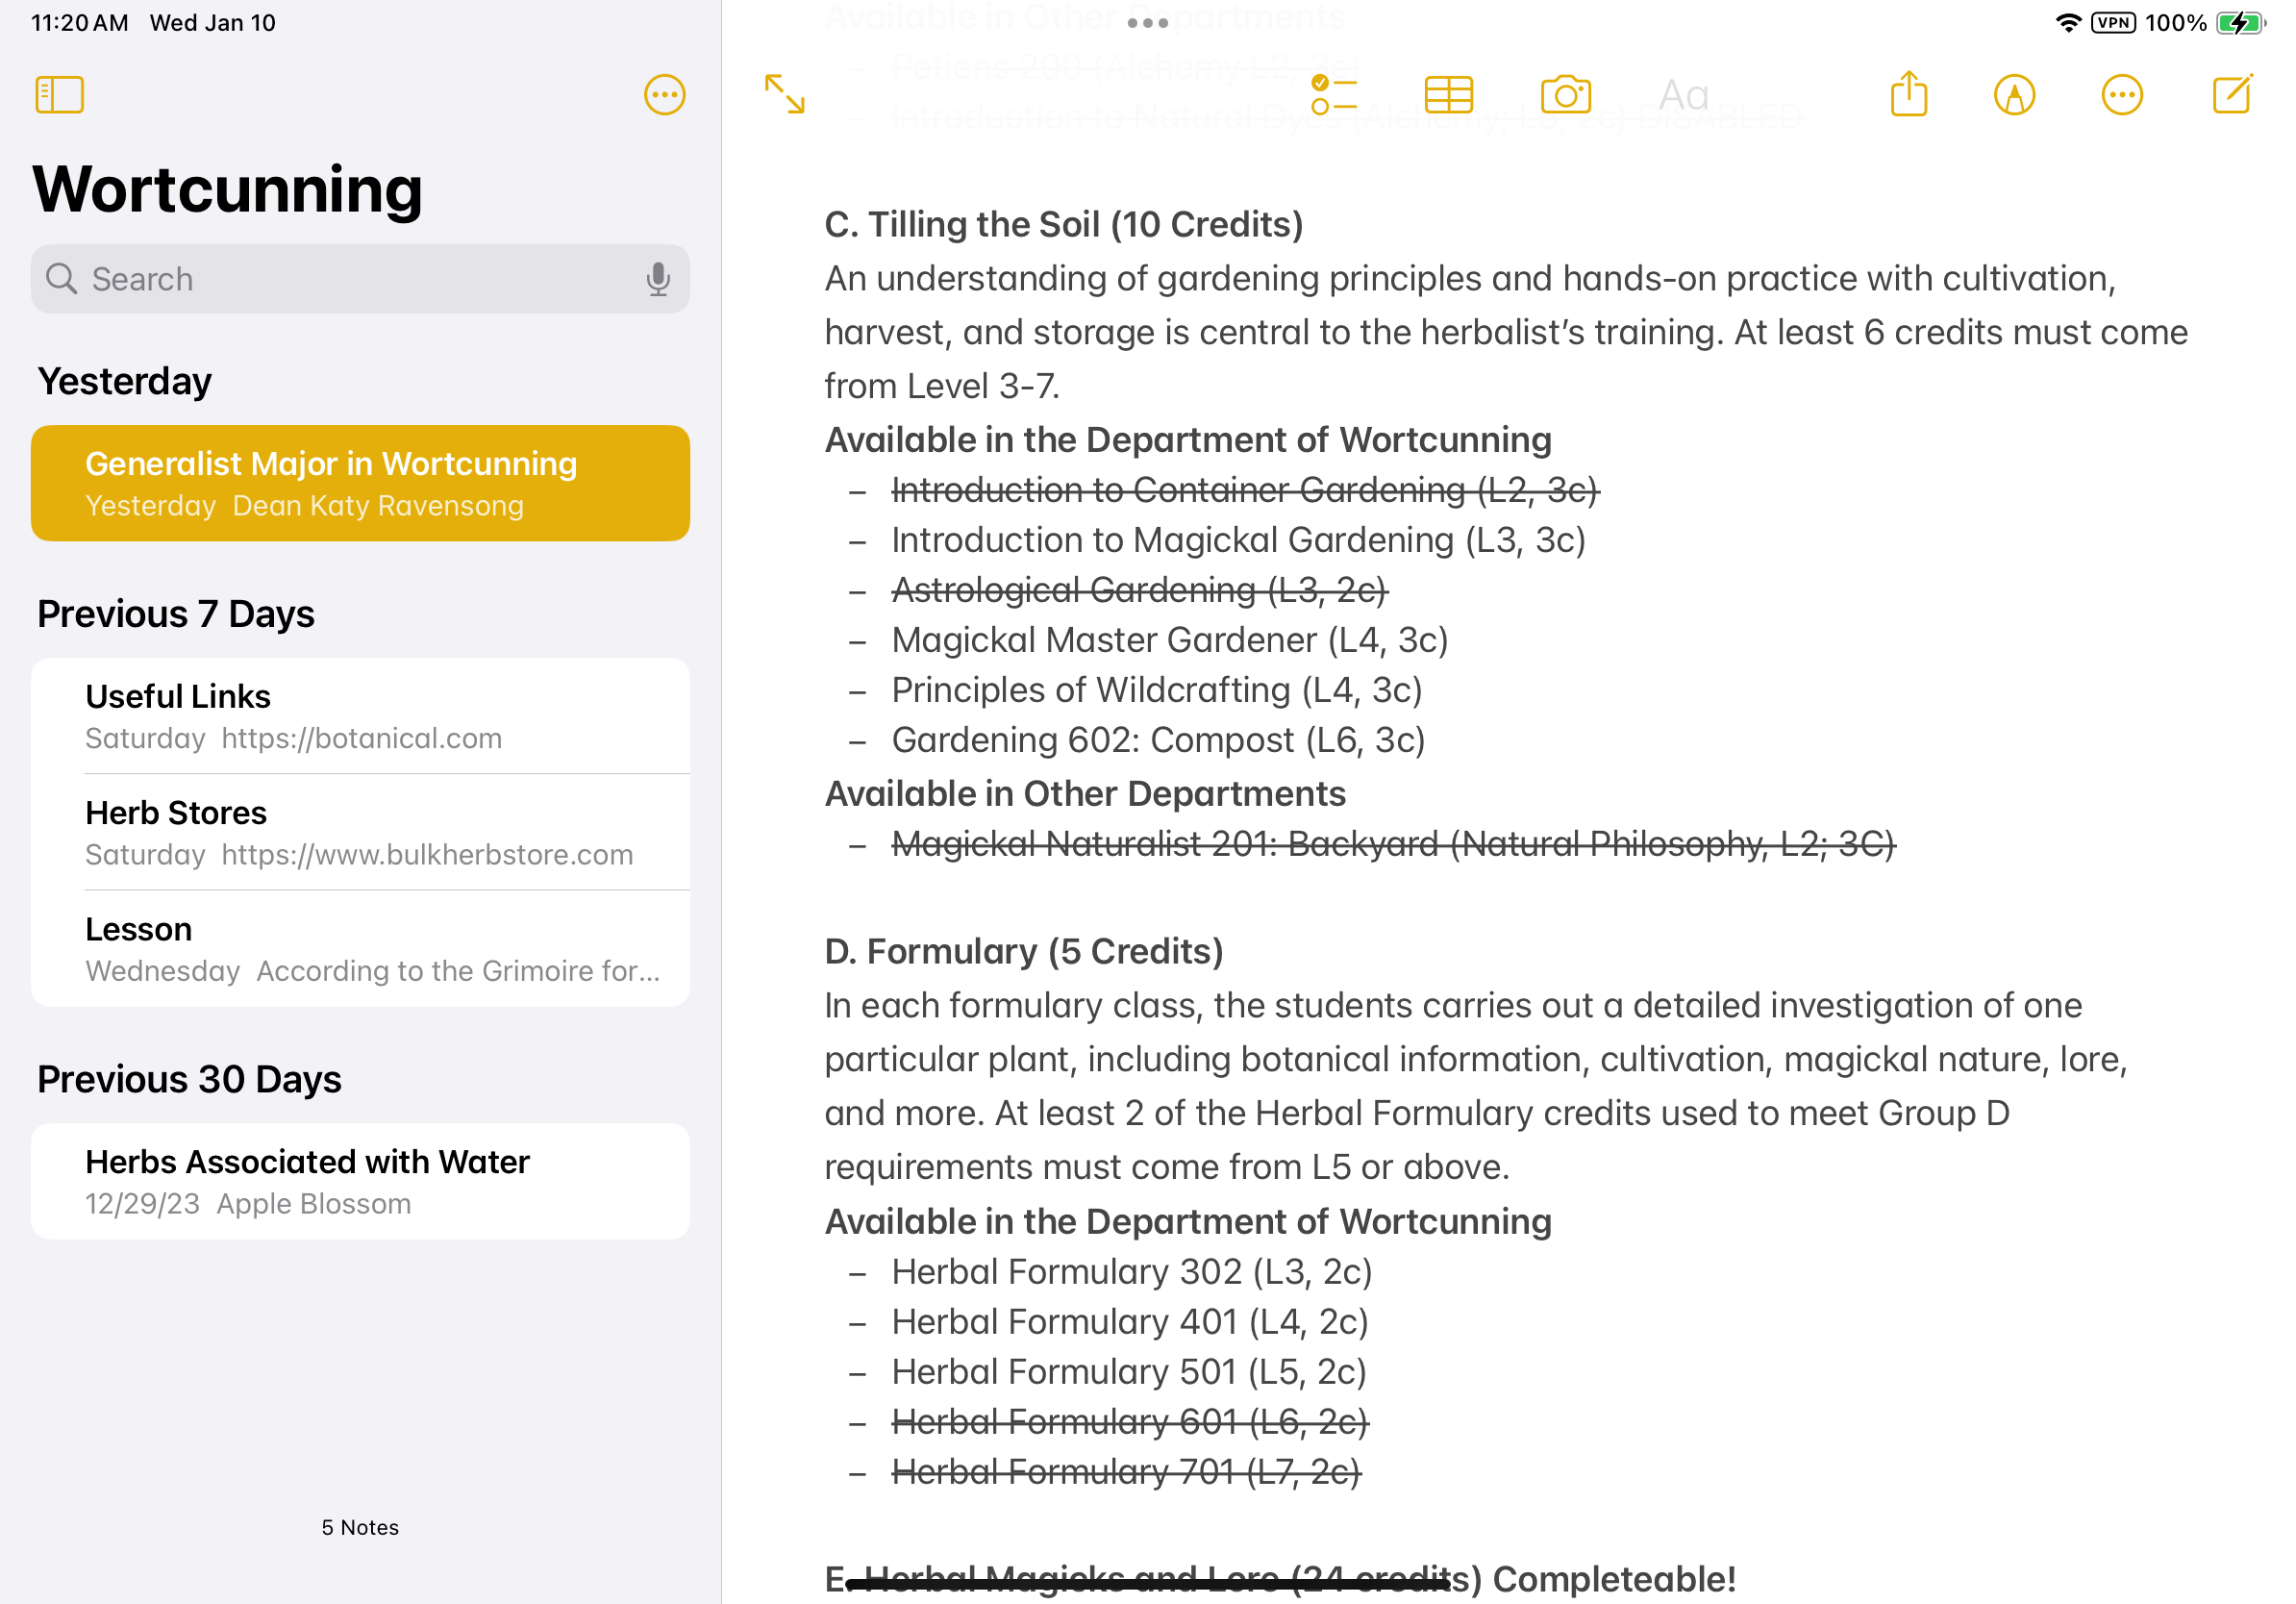 11:20 AM Wed Jan 10
VPN 100%
Wortcunning
Search
Yesterday
Generalist Major in Wortcunning
Yesterday Dean Katy Ravensong
Previous 7 Days
Useful Links
Saturday https://botanical.com
Herb Stores
Saturday https://www.bulkherbstore.com
Lesson
Wednesday According to the Grimoire for...
Previous 30 Days
Herbs Associated with Water
12/29/23 Apple Blossom
5 Notes
Available in Other Departments
– Potions 200 (Alchemy L2, 3c)
Aa
– Introduction to Natural Dyes (Alchemy, L3, 2c) DISABLED
C. Tilling the Soil (10 Credits)
An understanding of gardening principles and hands-on practice with cultivation,
harvest, and storage is central to the herbalist’s training. At least 6 credits must come
from Level 3-7.
Available in the Department of Wortcunning
– Introduction to Container Gardening (L2, 3c)
– Introduction to Magickal Gardening (L3, 3c)
– Astrological Gardening (L3, 2c)
– Magickal Master Gardener (L4, 3c)
– Principles of Wildcrafting (L4, 3c)
– Gardening 602: Compost (L6, 3c)
Available in Other Departments
– Magickal Naturalist 201: Backyard (Natural Philosophy, L2; 3C)
D. Formulary (5 Credits)
In each formulary class, the students carries out a detailed investigation of one
particular plant, including botanical information, cultivation, magickal nature, lore,
and more. At least 2 of the Herbal Formulary credits used to meet Group D
requirements must come from L5 or above.
Available in the Department of Wortcunning
– Herbal Formulary 302 (L3, 2c)
– Herbal Formulary 401 (L4, 2c)
– Herbal Formulary 501 (L5, 2c)
– Herbal Formulary 601 (L6, 2c)
– Herbal Formulary 701 (L7, 2c)
E. Herbal Magicks and Lore (24 credits) Completeable!